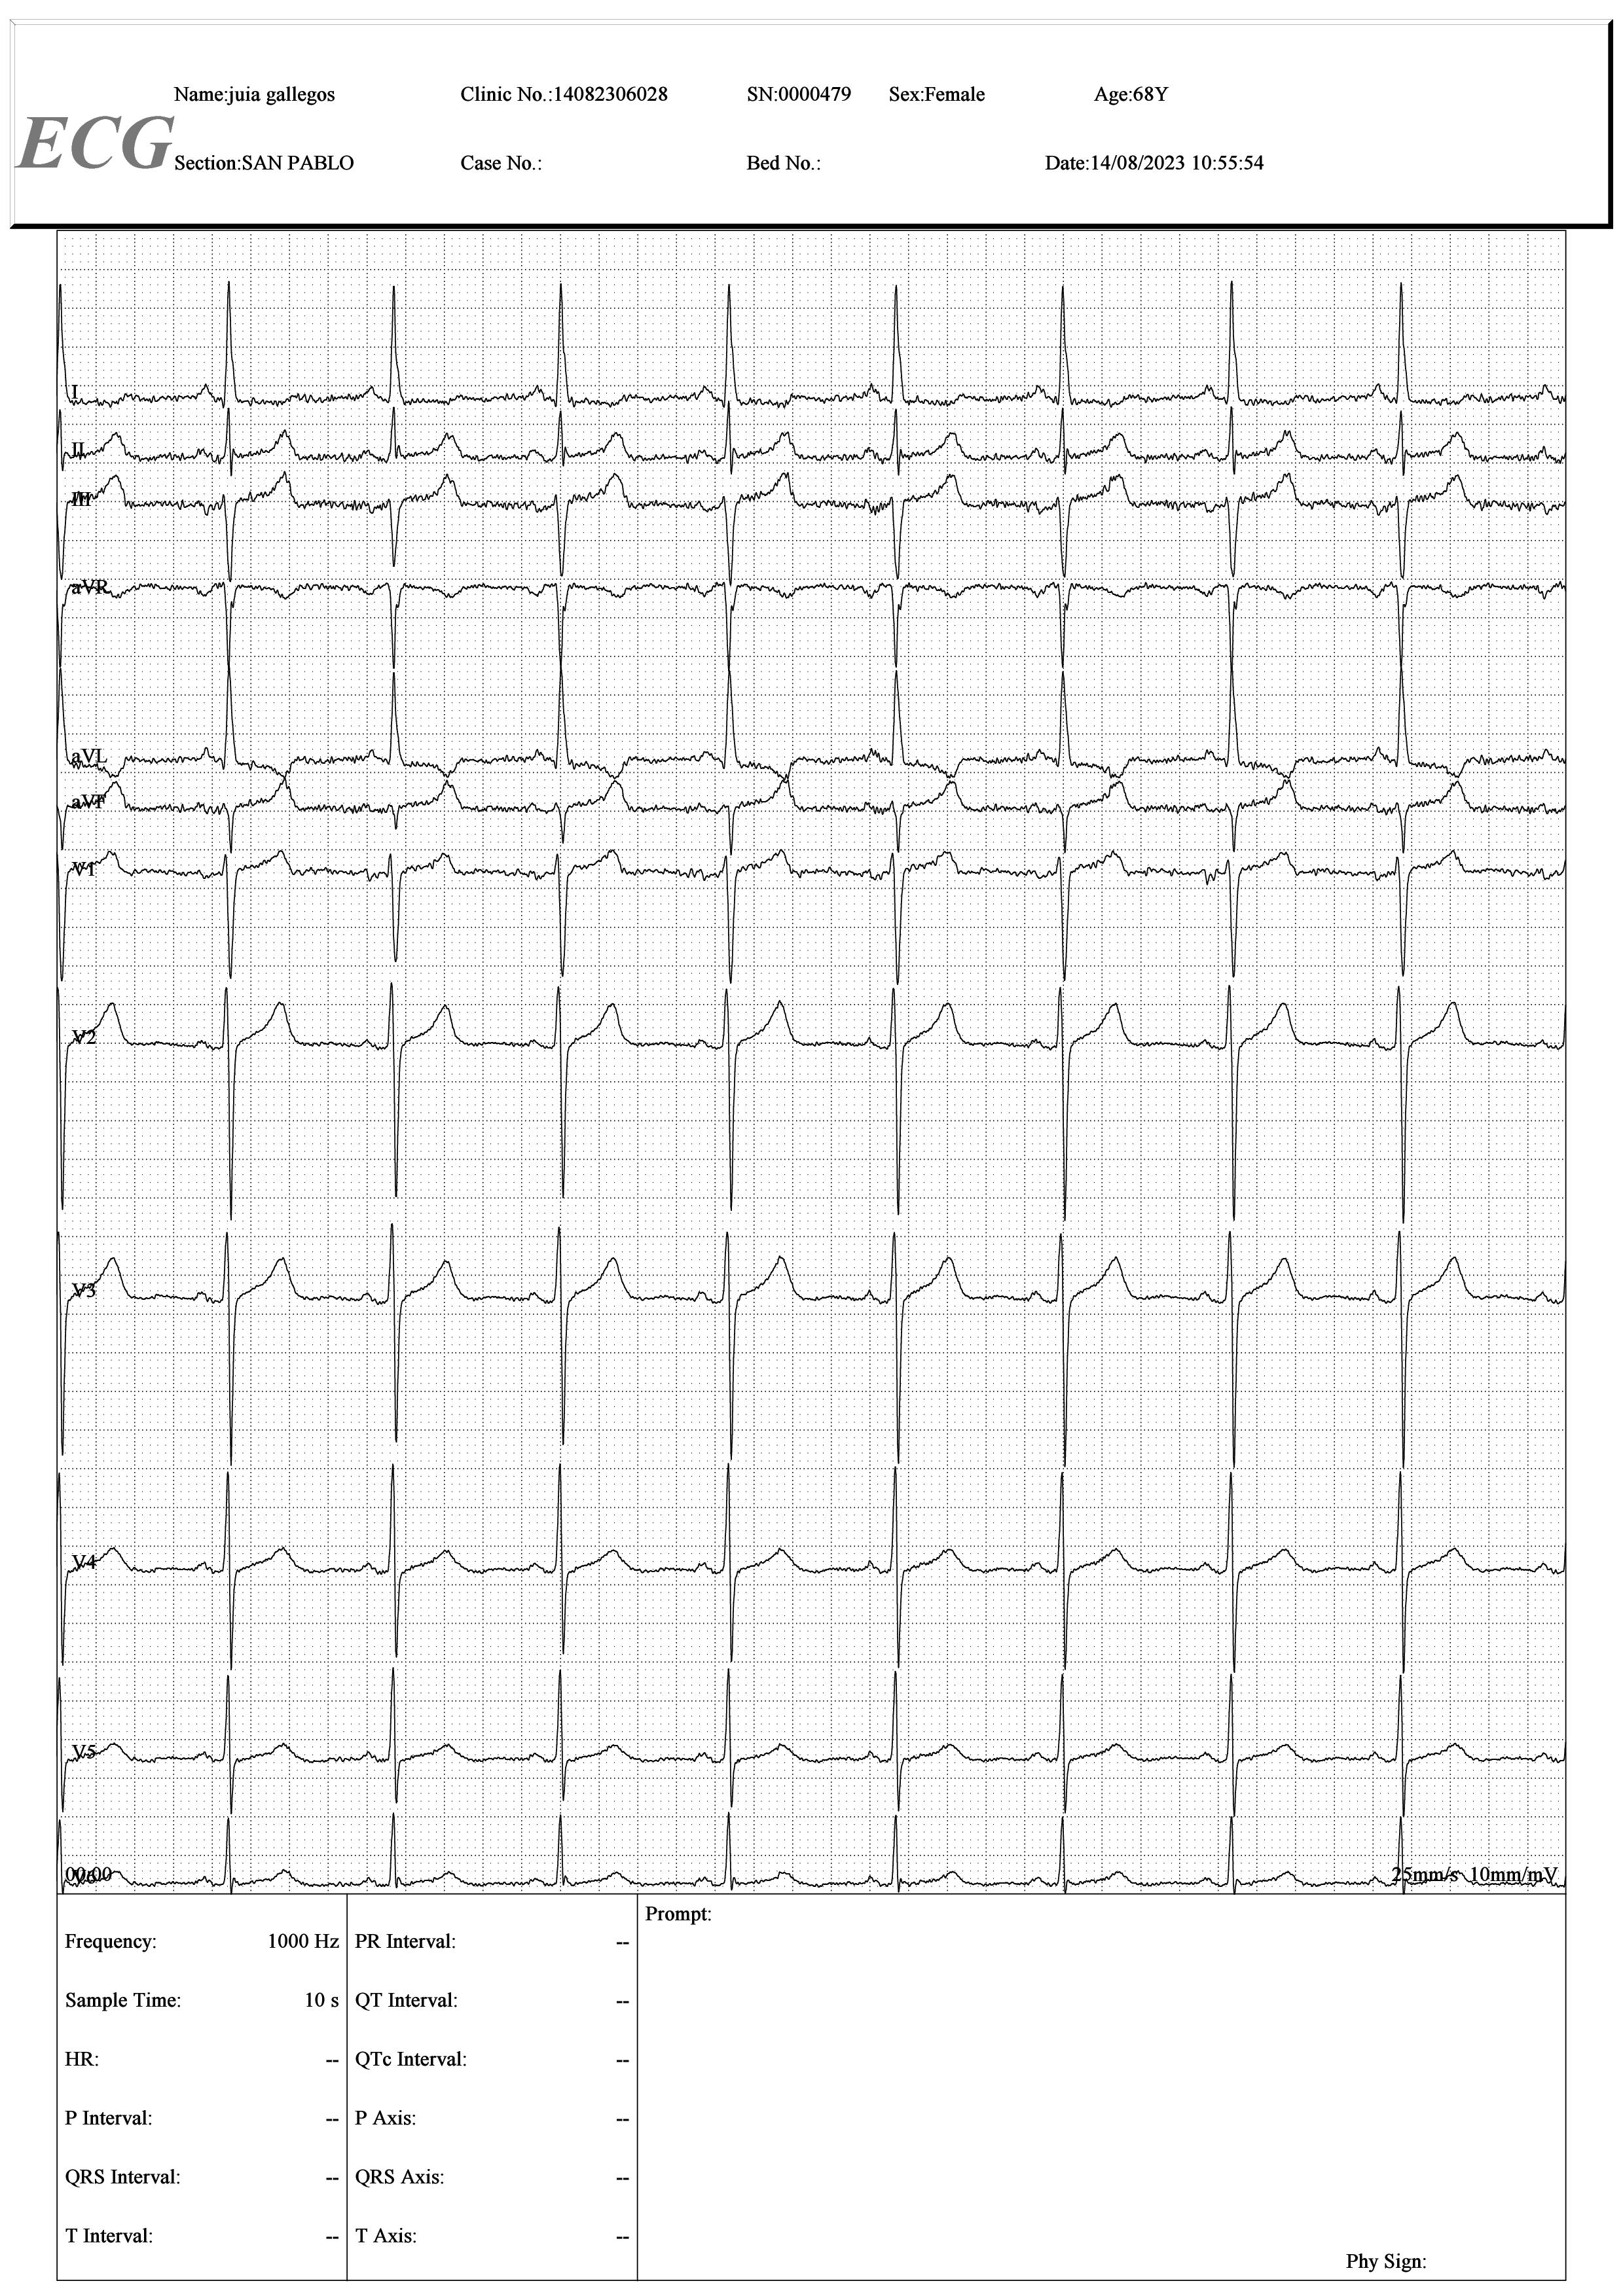 Name:juia gallegos Clinic No.:14082306028 SN:0000479 Sex:Female Age:68Y
ECG
Section:SAN PABLO Case No.: Bed No.: Date:14/08/2023 10:55:54
I
II
III
aVR
aVL
aVF
V1
V2
V3
V4
V5
00:00 V6 25mm/s 10mm/mV
Prompt:
Frequency: 1000 Hz PR Interval: --
Sample Time: 10 s QT Interval: --
HR: -- QTc Interval: --
P Interval: -- P Axis: --
QRS Interval: -- QRS Axis: --
T Interval: -- T Axis: --
Phy Sign: